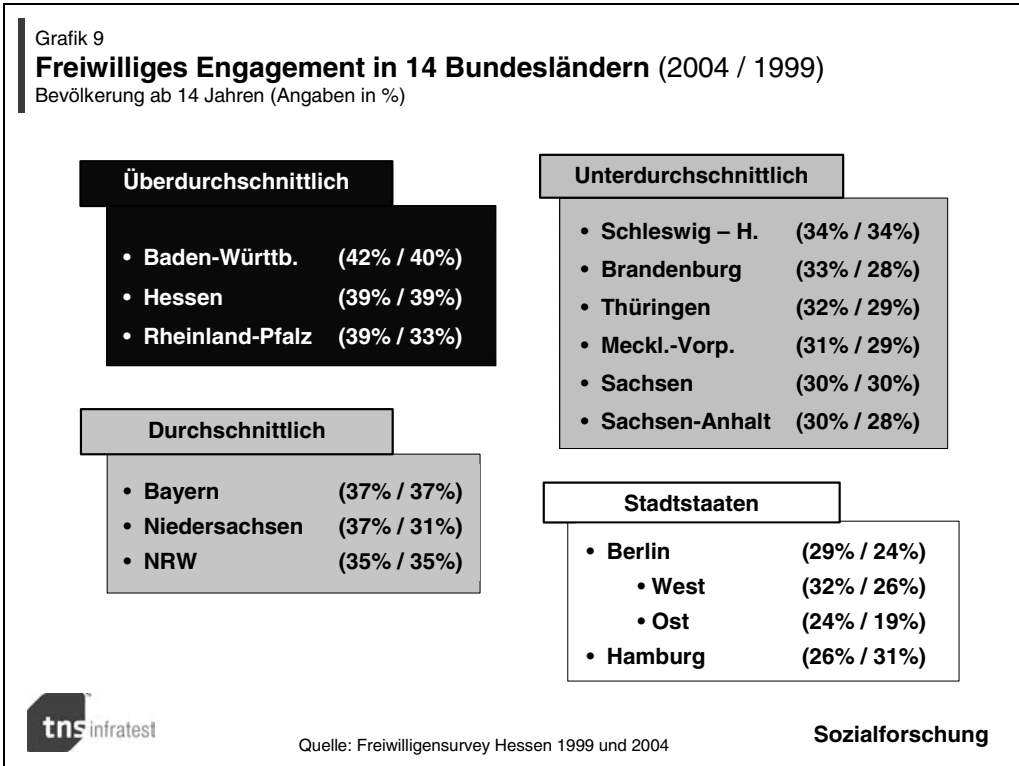 Grafik 9
Freiwilliges Engagement in 14 Bundesländern (2004 / 1999)
Bevölkerung ab 14 Jahren (Angaben in %)
Überdurchschnittlich
• Baden-Württb. (42% / 40%)
• Hessen (39% / 39%)
• Rheinland-Pfalz (39% / 33%)
Durchschnittlich
• Bayern (37% / 37%)
• Niedersachsen (37% / 31%)
• NRW (35% / 35%)
Unterdurchschnittlich
• Schleswig – H. (34% / 34%)
• Brandenburg (33% / 28%)
• Thüringen (32% / 29%)
• Meckl.-Vorp. (31% / 29%)
• Sachsen (30% / 30%)
• Sachsen-Anhalt (30% / 28%)
Stadtstaaten
• Berlin (29% / 24%)
• West (32% / 26%)
• Ost (24% / 19%)
• Hamburg (26% / 31%)
tns infratest
Quelle: Freiwilligensurvey Hessen 1999 und 2004
Sozialforschung